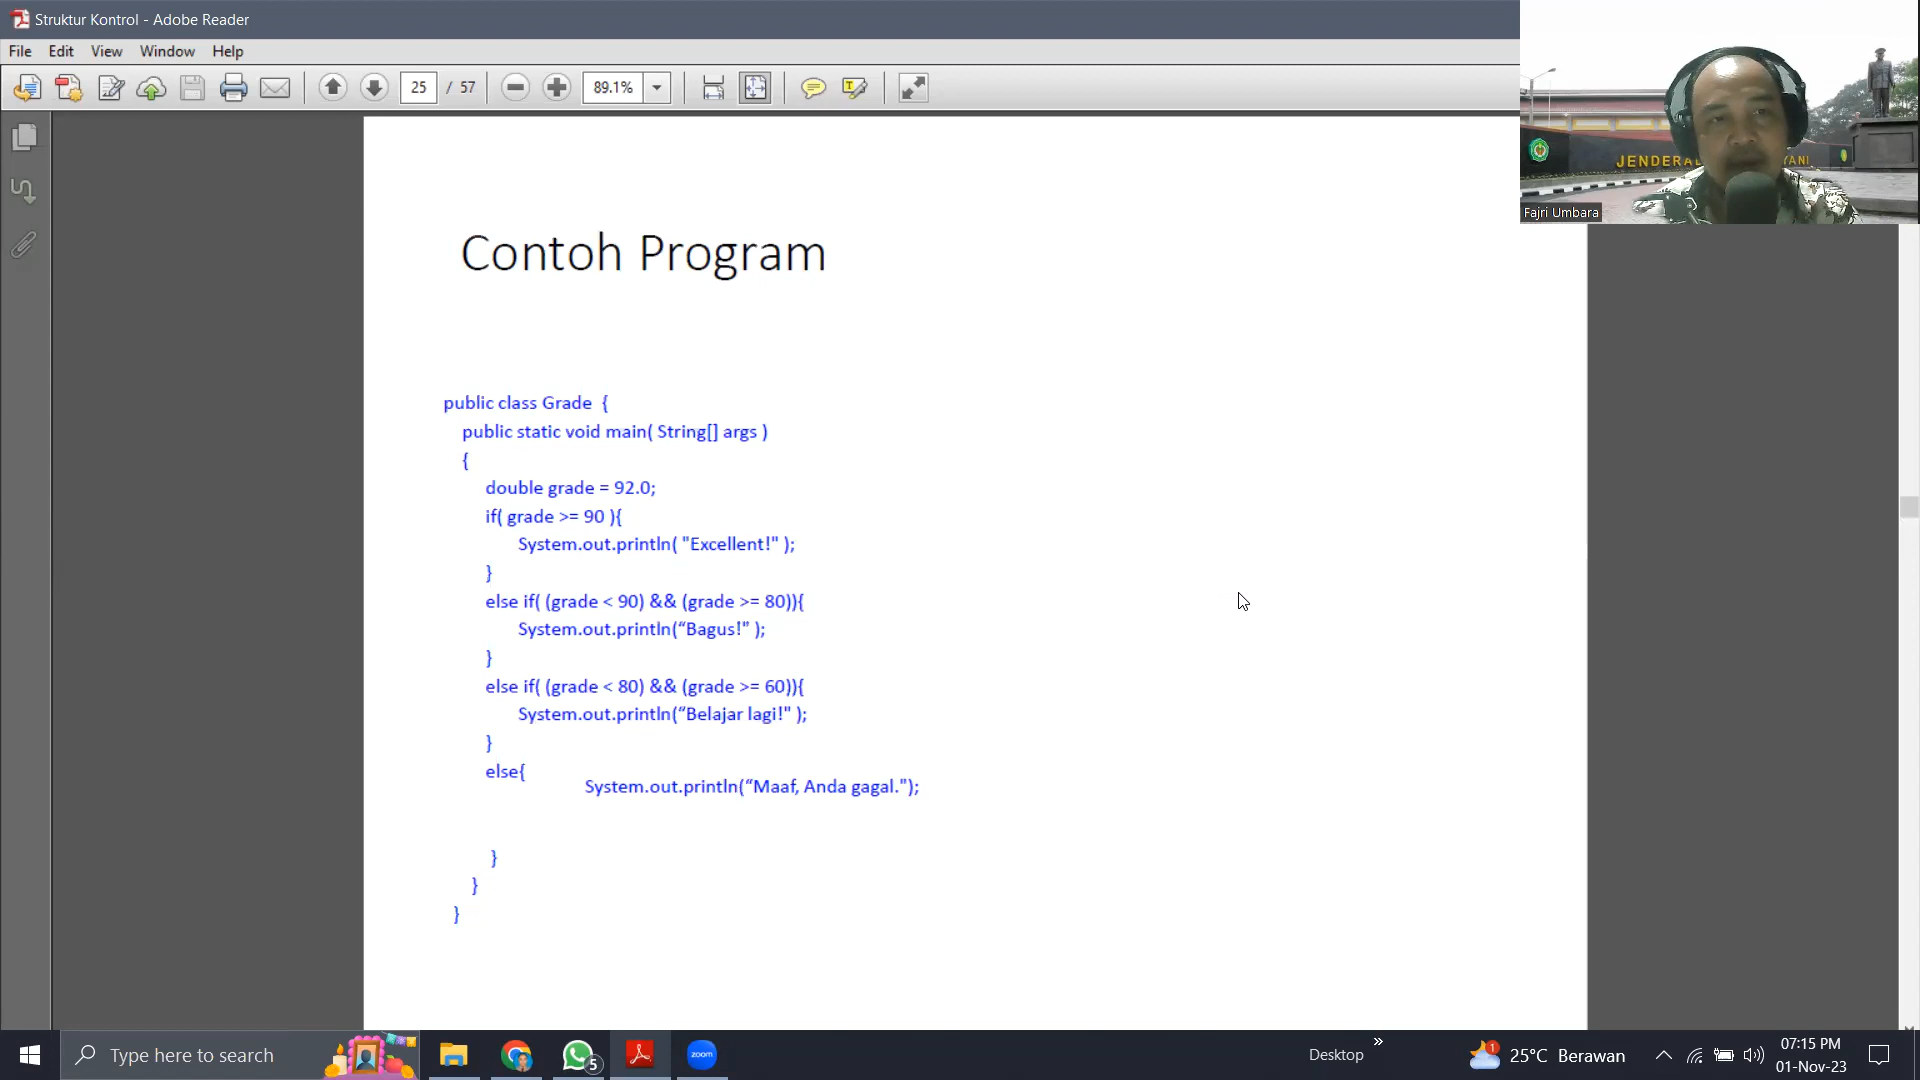 Struktur Kontrol - Adobe Reader
File Edit View Window Help
25 / 57 89.1%
JENDERAL YANI
Fajri Umbara
Contoh Program
public class Grade {
public static void main( String[] args )
{
double grade = 92.0;
if( grade >= 90 ){
System.out.println( "Excellent!" );
}
else if( (grade < 90) && (grade >= 80)){
System.out.println(“Bagus!" );
}
else if( (grade < 80) && (grade >= 60)){
System.out.println(“Belajar lagi!" );
}
else{
System.out.println(“Maaf, Anda gagal.");
}
}
}
Type here to search
5
zoom
Desktop
»
1
25°C Berawan
07:15 PM
01-Nov-23